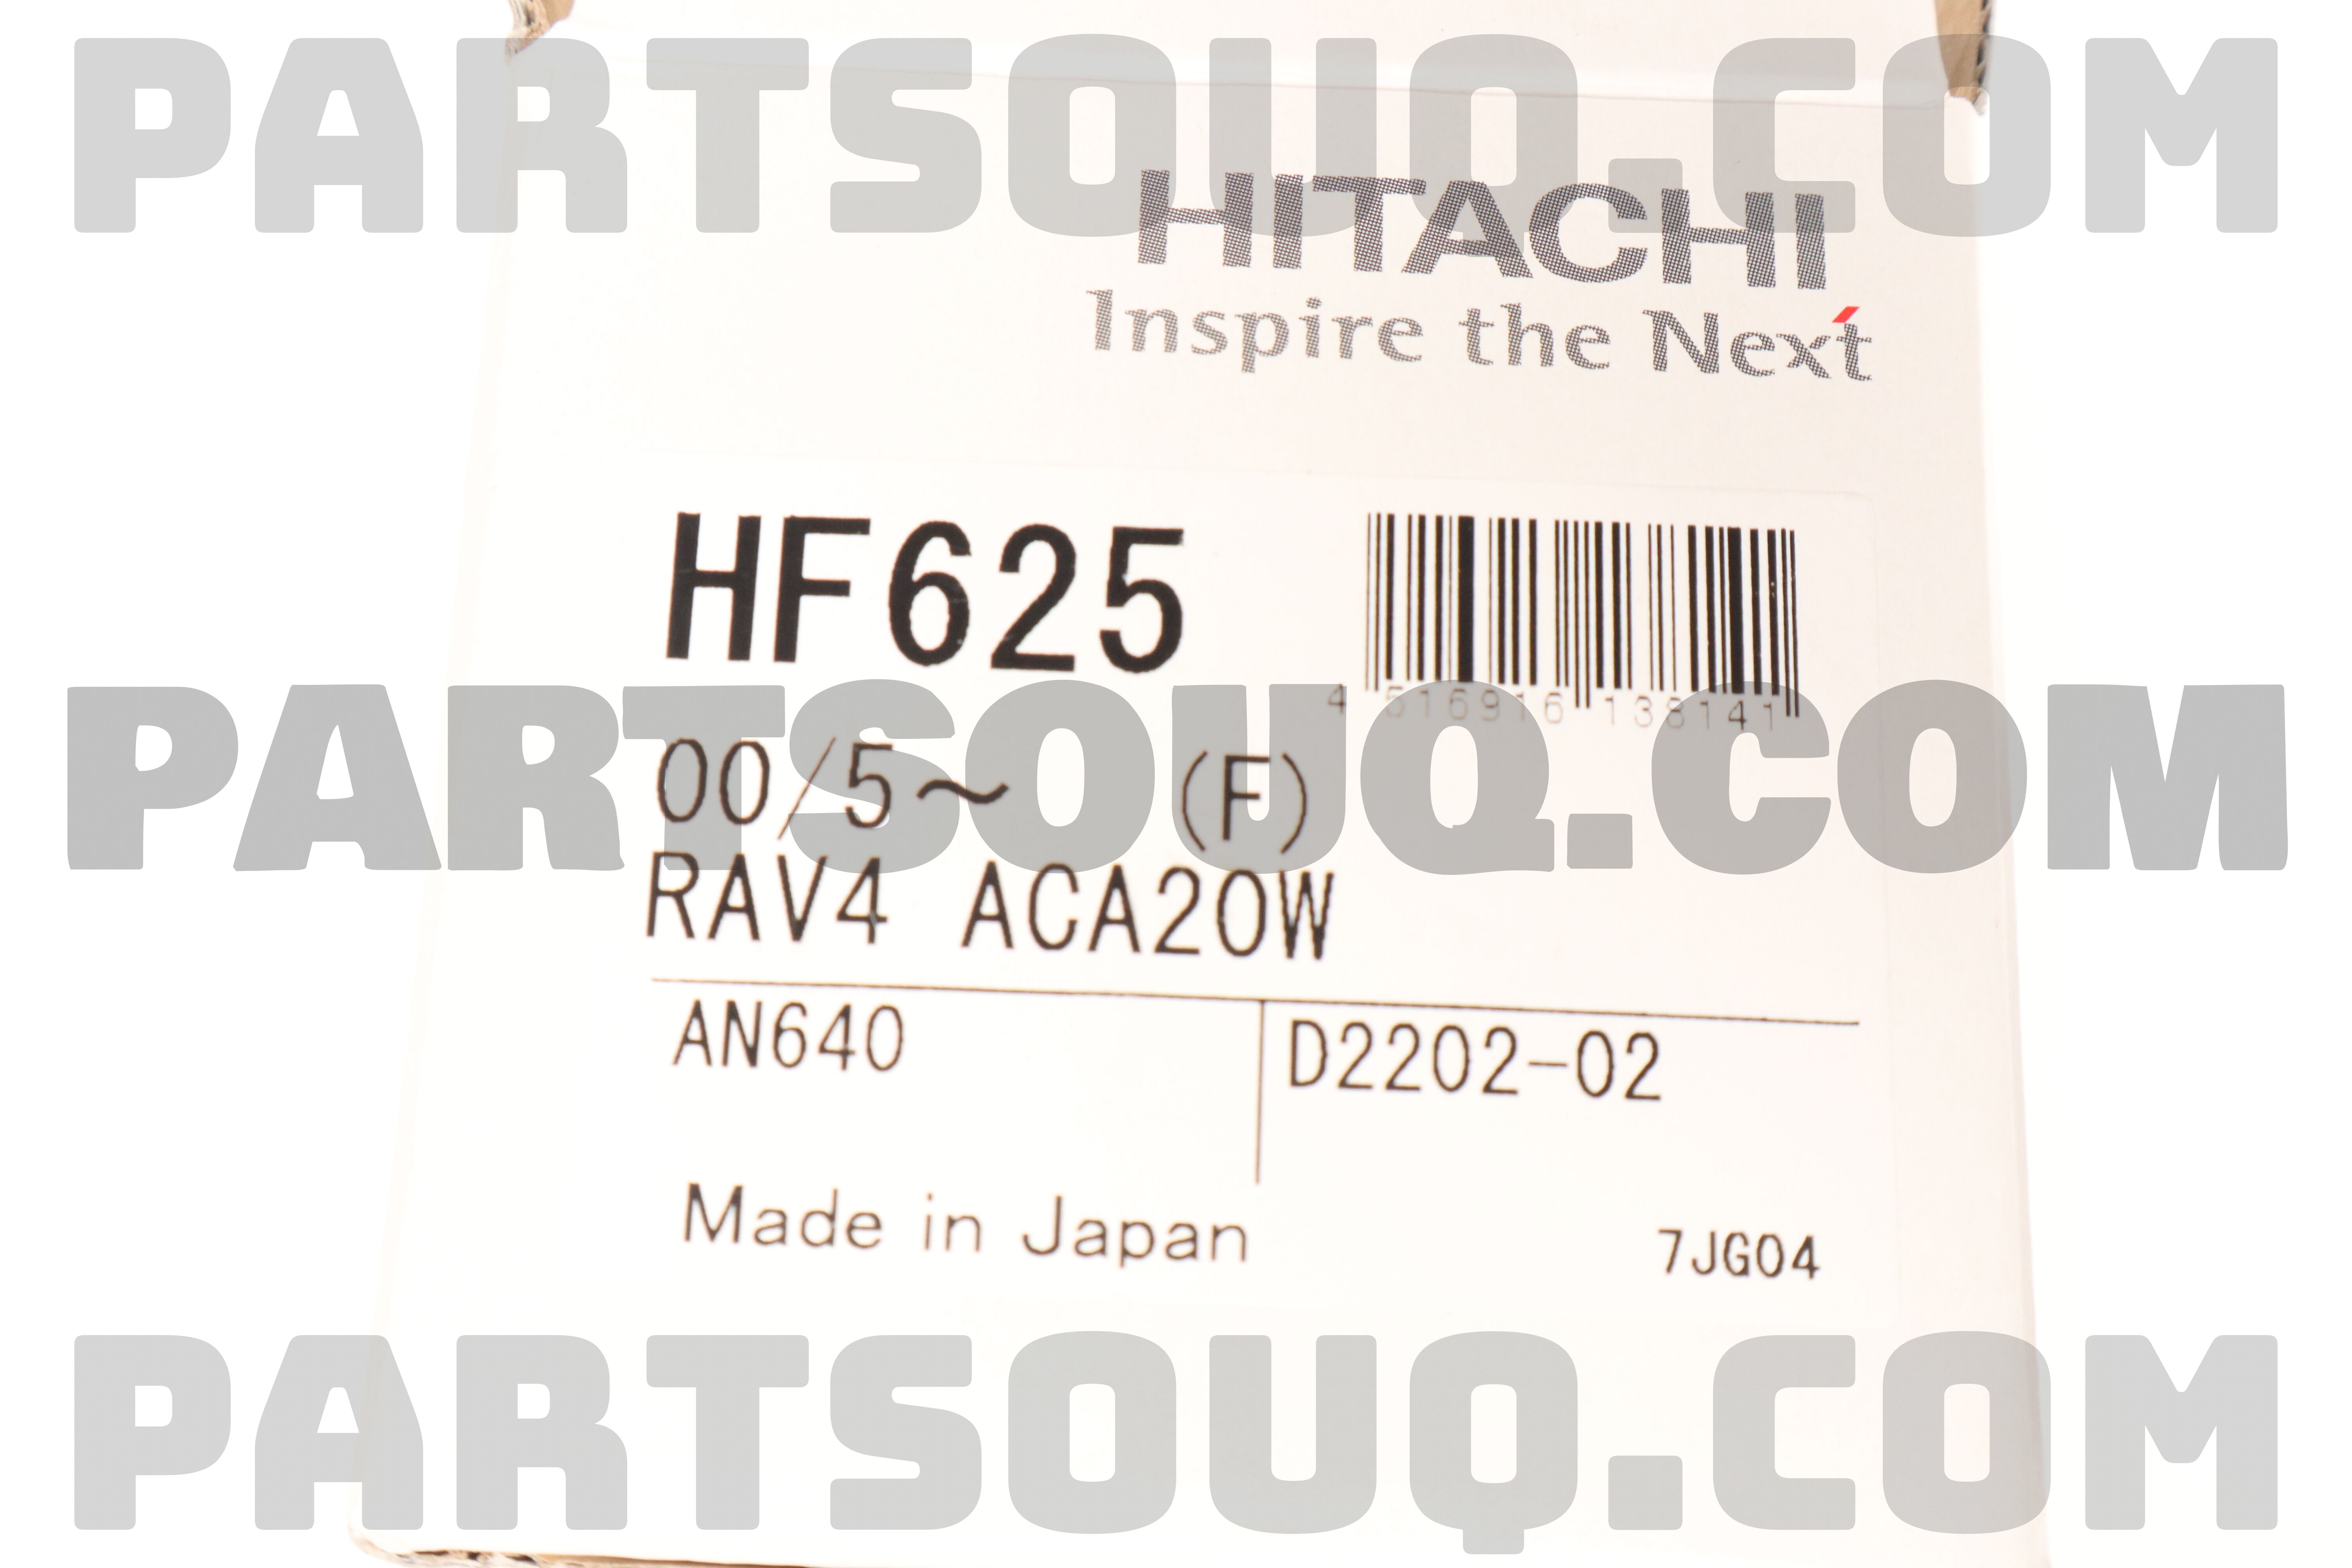 PARTSOUQ.COM
HITACHI
Inspire the Next
HF625
4 516916 138141
PARTSOUQ.COM
00/5～ (F)
RAV4 ACA20W
AN640 D2202-02
Made in Japan 7JG04
PARTSOUQ.COM